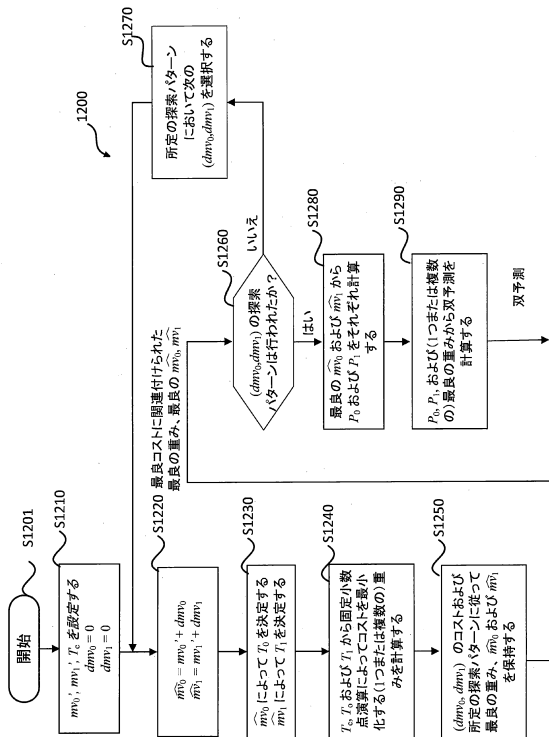 1200
開始
S1201
mv₀', mv₁', T꜀ を設定する
dmv₀ = 0
dmv₁ = 0
S1210
m̂v₀ = mv₀' + dmv₀
m̂v₁ = mv₁' + dmv₁
S1220
m̂v₀ によって T₀ を決定する
m̂v₁ によって T₁ を決定する
S1230
T꜀, T₀ および T₁ から固定小数
点演算によってコストを最小
化する(1つまたは複数の)重
みを計算する
S1240
(dmv₀, dmv₁) のコストおよび
所定の探索パターンに従って
最良の重み、m̂v₀ および m̂v₁
を保持する
S1250
最良コストに関連付けられた
最良の重み、最良の m̂v₀, m̂v₁
(dmv₀,dmv₁) の探索
パターンは行われたか?
S1260
いいえ
はい
所定の探索パターン
において次の
(dmv₀,dmv₁) を選択する
S1270
最良の m̂v₀ および m̂v₁ から
P₀ および P₁ をそれぞれ計算
する
S1280
P₀, P₁, および(1つまたは複数
の)最良の重みから双予測を
計算する
S1290
双予測